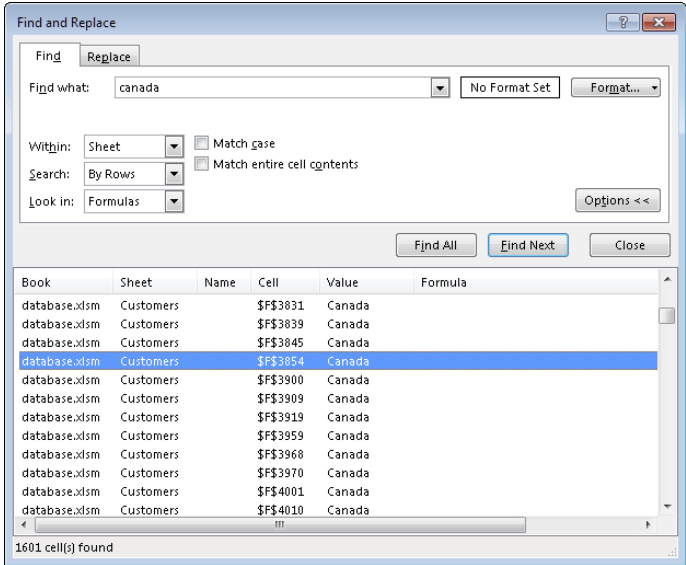 Find and Replace
Find Replace
Find what: canada No Format Set Format...
Within: Sheet Match case
Match entire cell contents
Search: By Rows
Look in: Formulas Options <<
Find All Find Next Close
Book Sheet Name Cell Value Formula
database.xlsm Customers $F$3831 Canada
database.xlsm Customers $F$3839 Canada
database.xlsm Customers $F$3845 Canada
database.xlsm Customers $F$3854 Canada
database.xlsm Customers $F$3900 Canada
database.xlsm Customers $F$3909 Canada
database.xlsm Customers $F$3919 Canada
database.xlsm Customers $F$3959 Canada
database.xlsm Customers $F$3968 Canada
database.xlsm Customers $F$3970 Canada
database.xlsm Customers $F$4001 Canada
database.xlsm Customers $F$4010 Canada
1601 cell(s) found